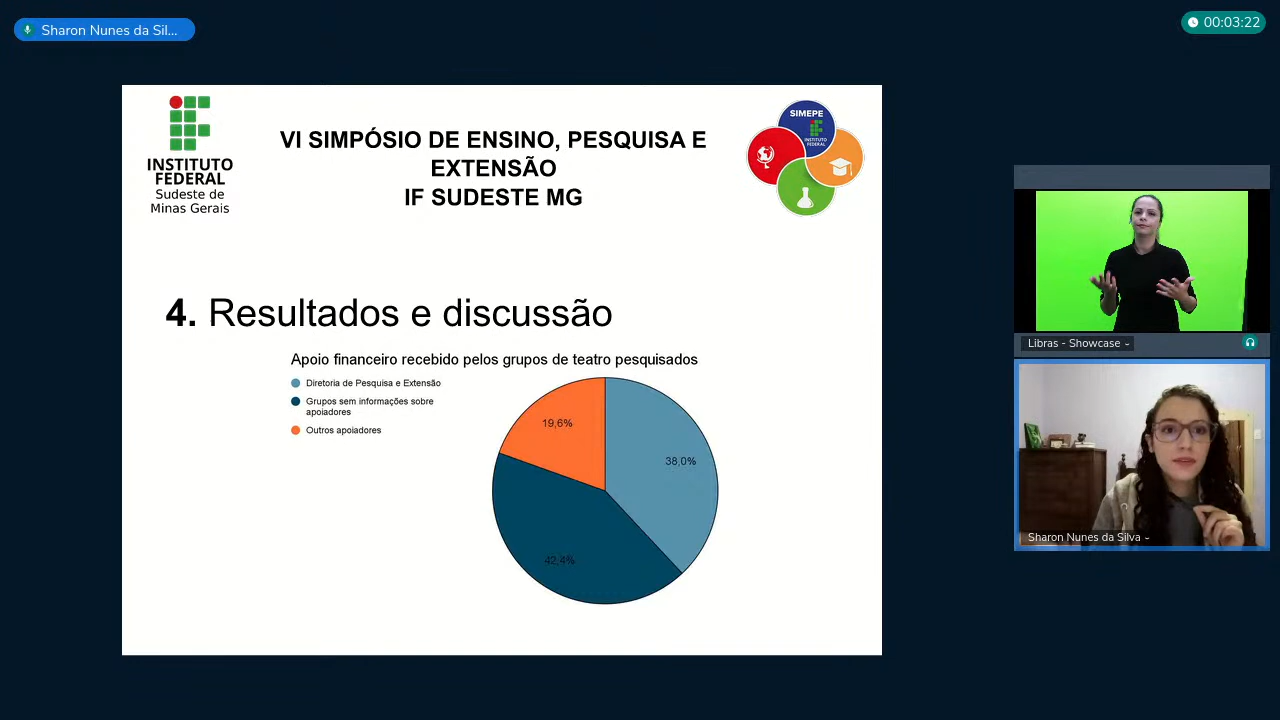 Sharon Nunes da Sil...
00:03:22
INSTITUTO
FEDERAL
Sudeste de
Minas Gerais
VI SIMPÓSIO DE ENSINO, PESQUISA E
EXTENSÃO
IF SUDESTE MG
SIMEPE
INSTITUTO
FEDERAL
4. Resultados e discussão
Apoio financeiro recebido pelos grupos de teatro pesquisados
Diretoria de Pesquisa e Extensão
Grupos sem informações sobre
apoiadores
Outros apoiadores
19,6%
38,0%
42,4%
Libras - Showcase
Sharon Nunes da Silva